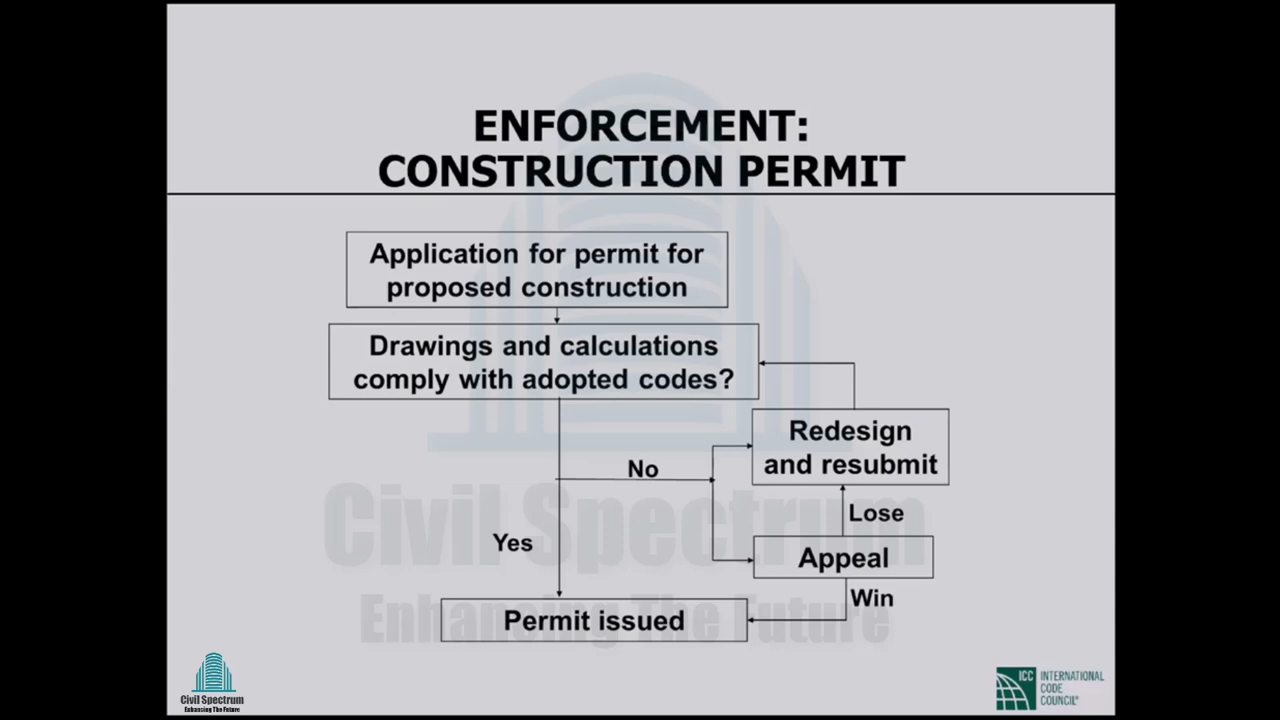 ENFORCEMENT:
CONSTRUCTION PERMIT
Application for permit for
proposed construction
Drawings and calculations
comply with adopted codes?
Redesign
and resubmit
No
Lose
Yes
Appeal
Win
Permit issued
Civil Spectrum
Enhancing The Future
Civil Spectrum
Enhancing The Future
ICC INTERNATIONAL
CODE
COUNCIL®